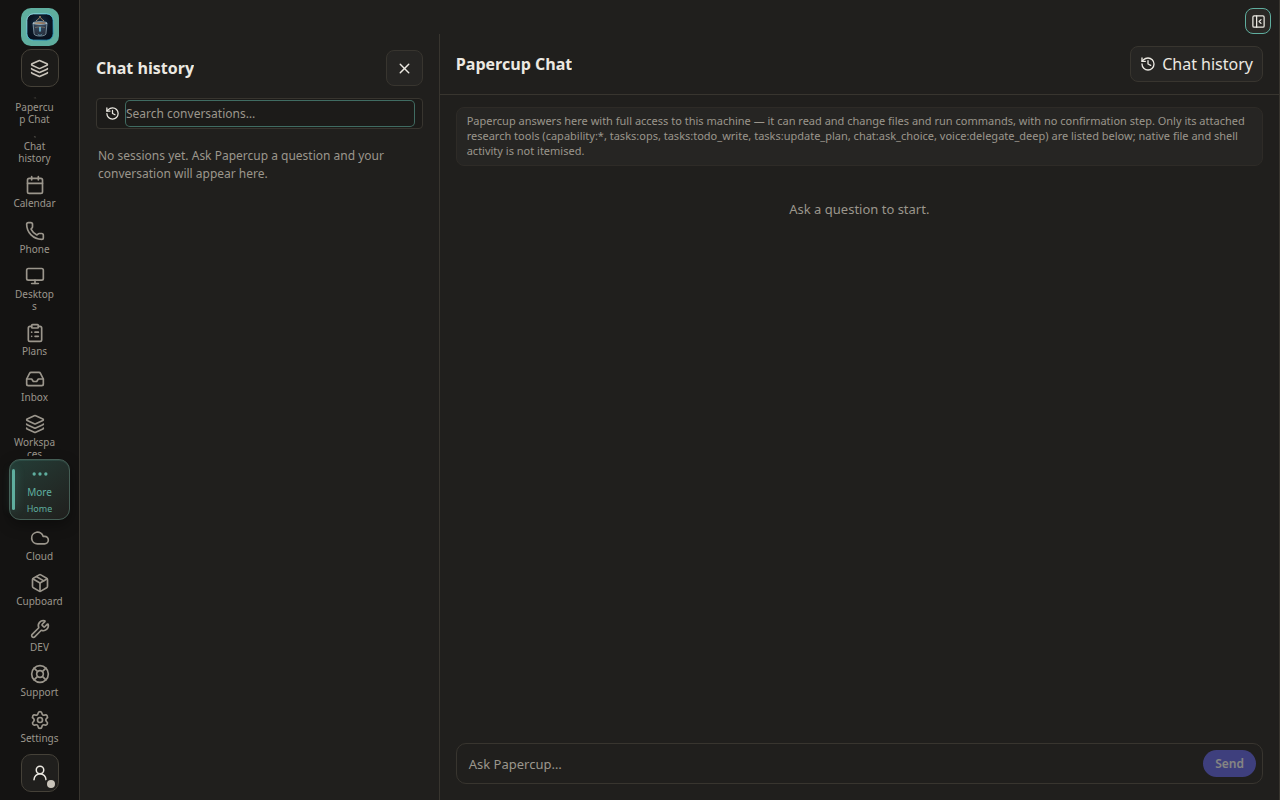 Papercu
p Chat
Chat
history
Calendar
Phone
Desktop
s
Plans
Inbox
Workspa
ces
More
Home
Cloud
Cupboard
DEV
Support
Settings
Chat history
Search conversations...
No sessions yet. Ask Papercup a question and your
conversation will appear here.
Papercup Chat
Chat history
Papercup answers here with full access to this machine — it can read and change files and run commands, with no confirmation step. Only its attached
research tools (capability:*, tasks:ops, tasks:todo_write, tasks:update_plan, chat:ask_choice, voice:delegate_deep) are listed below; native file and shell
activity is not itemised.
Ask a question to start.
Ask Papercup...
Send